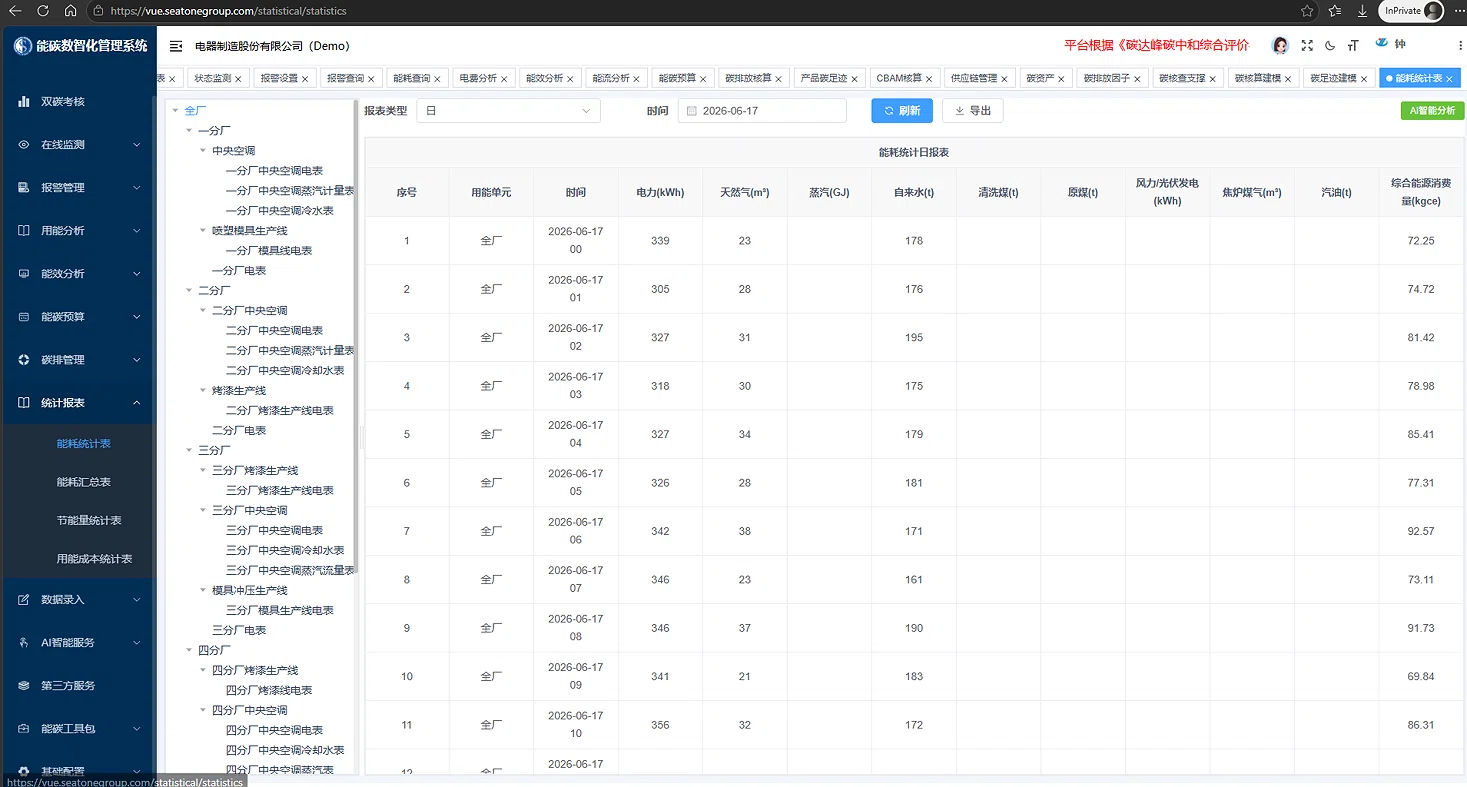 https://vue.seatonegroup.com/statistical/statistics
InPrivate
能碳数智化管理系统
电器制造股份有限公司（Demo）
平台根据《碳达峰碳中和综合评价
钟
表 × 状态监测 × 报警设置 × 报警查询 × 能耗查询 × 电费分析 × 能效分析 × 能流分析 × 能碳预算 × 碳排放核算 × 产品碳足迹 × CBAM核算 × 供应链管理 × 碳资产 × 碳排放因子 × 碳核查支撑 × 碳核算建模 × 碳足迹建模 × 能耗统计表 ×
双碳考核
在线监测
报警管理
用能分析
能效分析
能碳预算
碳排管理
统计报表
能耗统计表
能耗汇总表
节能量统计表
用能成本统计表
数据录入
AI智能服务
第三方服务
能碳工具包
基础配置
https://vue.seatonegroup.com/statistical/statistics
全厂
一分厂
中央空调
一分厂中央空调电表
一分厂中央空调蒸汽计量表
一分厂中央空调冷水表
喷塑模具生产线
一分厂模具线电表
一分厂电表
二分厂
二分厂中央空调
二分厂中央空调电表
二分厂中央空调蒸汽计量表
二分厂中央空调冷却水表
烤漆生产线
二分厂烤漆生产线电表
二分厂电表
三分厂
三分厂烤漆生产线
三分厂烤漆生产线电表
三分厂中央空调
三分厂中央空调电表
三分厂中央空调冷却水表
三分厂中央空调蒸汽流量表
模具冲压生产线
三分厂模具生产线电表
三分厂电表
四分厂
四分厂烤漆生产线
四分厂烤漆线电表
四分厂中央空调
四分厂中央空调电表
四分厂中央空调冷却水表
四分厂中央空调蒸汽表
报表类型 日 时间 2026-06-17 刷新 导出 AI智能分析
能耗统计日报表
序号 用能单元 时间 电力(kWh) 天然气(m³) 蒸汽(GJ) 自来水(t) 清洗煤(t) 原煤(t) 风力/光伏发电(kWh) 焦炉煤气(m³) 汽油(t) 综合能源消费量(kgce)
1 全厂 2026-06-17 00 339 23 178 72.25
2 全厂 2026-06-17 01 305 28 176 74.72
3 全厂 2026-06-17 02 327 31 195 81.42
4 全厂 2026-06-17 03 318 30 175 78.98
5 全厂 2026-06-17 04 327 34 179 85.41
6 全厂 2026-06-17 05 326 28 181 77.31
7 全厂 2026-06-17 06 342 38 171 92.57
8 全厂 2026-06-17 07 346 23 161 73.11
9 全厂 2026-06-17 08 346 37 190 91.73
10 全厂 2026-06-17 09 341 21 183 69.84
11 全厂 2026-06-17 10 356 32 172 86.31
12 全厂 2026-06-17